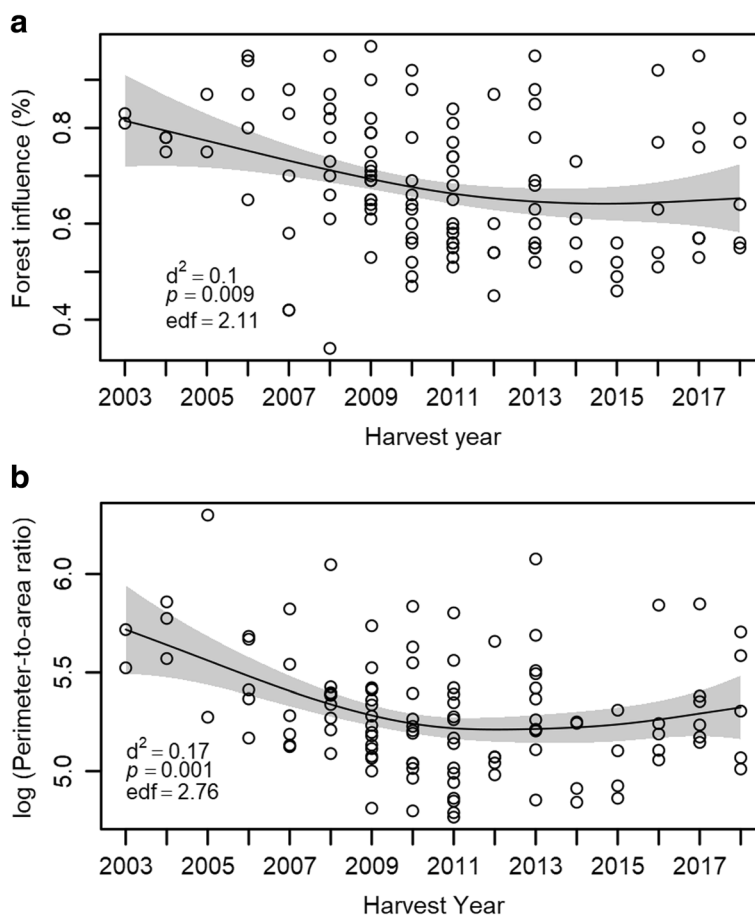 a
Forest influence (%)
0.8
0.6
0.4
d² = 0.1
p = 0.009
edf = 2.11
2003 2005 2007 2009 2011 2013 2015 2017
Harvest year
b
log (Perimeter-to-area ratio)
6.0
5.5
5.0
d² = 0.17
p = 0.001
edf = 2.76
2003 2005 2007 2009 2011 2013 2015 2017
Harvest Year